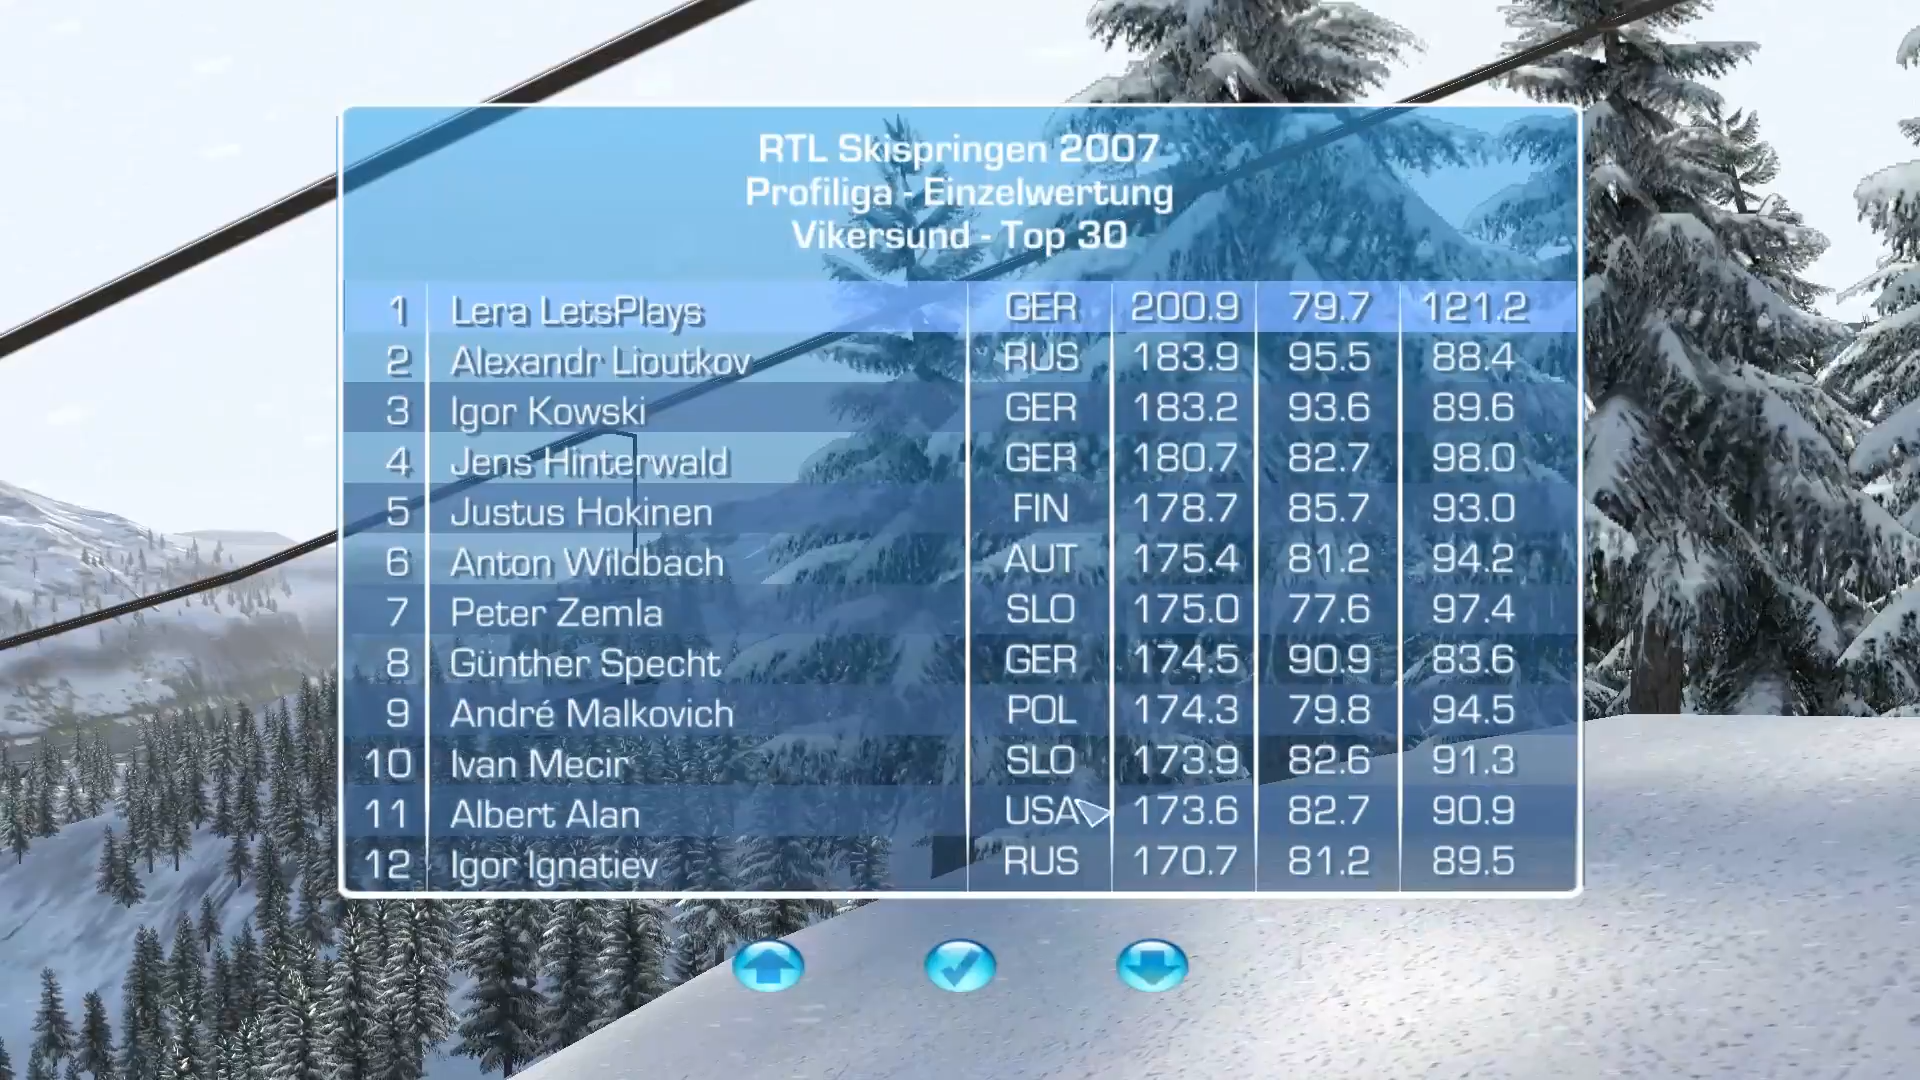 RTL Skispringen 2007
Profiliga - Einzelwertung
Vikersund - Top 30
1 Lera LetsPlays GER 200.9 79.7 121.2
2 Alexandr Lioutkov RUS 183.9 95.5 88.4
3 Igor Kowski GER 183.2 93.6 89.6
4 Jens Hinterwald GER 180.7 82.7 98.0
5 Justus Hokinen FIN 178.7 85.7 93.0
6 Anton Wildbach AUT 175.4 81.2 94.2
7 Peter Zemla SLO 175.0 77.6 97.4
8 Günther Specht GER 174.5 90.9 83.6
9 André Malkovich POL 174.3 79.8 94.5
10 Ivan Mecir SLO 173.9 82.6 91.3
11 Albert Alan USA 173.6 82.7 90.9
12 Igor Ignatiev RUS 170.7 81.2 89.5